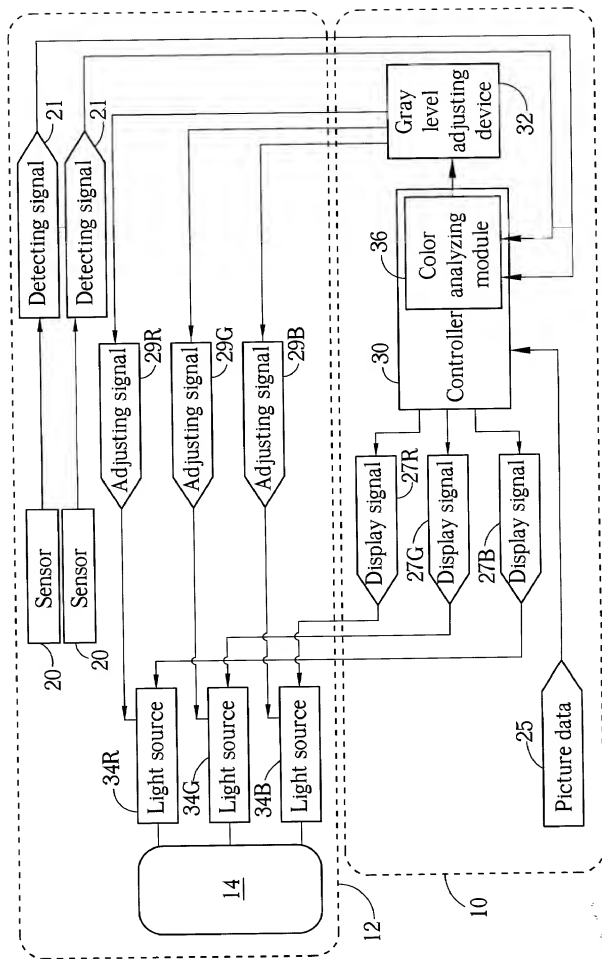 Sensor
20
Sensor
20
Detecting signal
21
Detecting signal
21
34R
Light source
34G
Light source
34B
Light source
14
Adjusting signal
29R
Adjusting signal
29G
Adjusting signal
29B
12
Display signal
27R
Display signal
27G
Display signal
27B
30
Controller
36
Color
analyzing
module
Gray
level
adjusting
device
32
25
Picture data
10